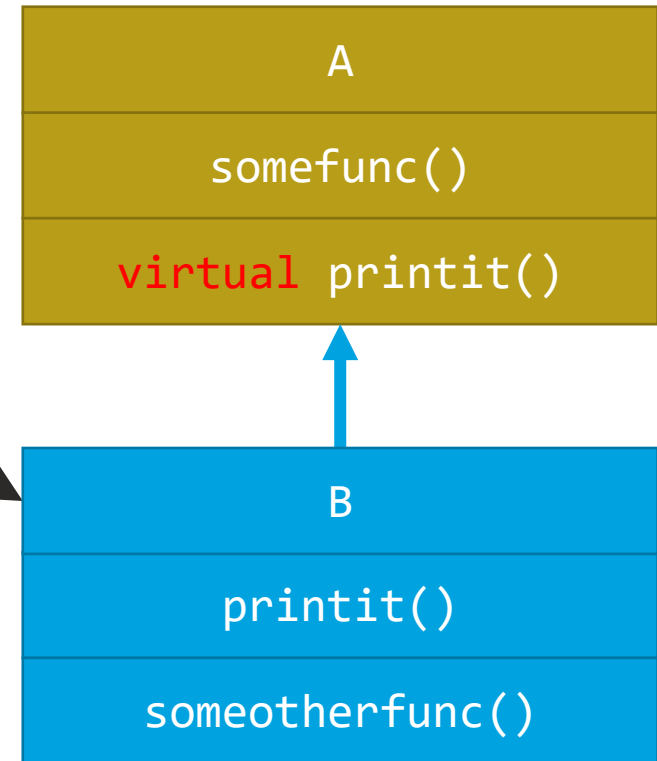 A
somefunc()
virtual printit()
B
printit()
someotherfunc()